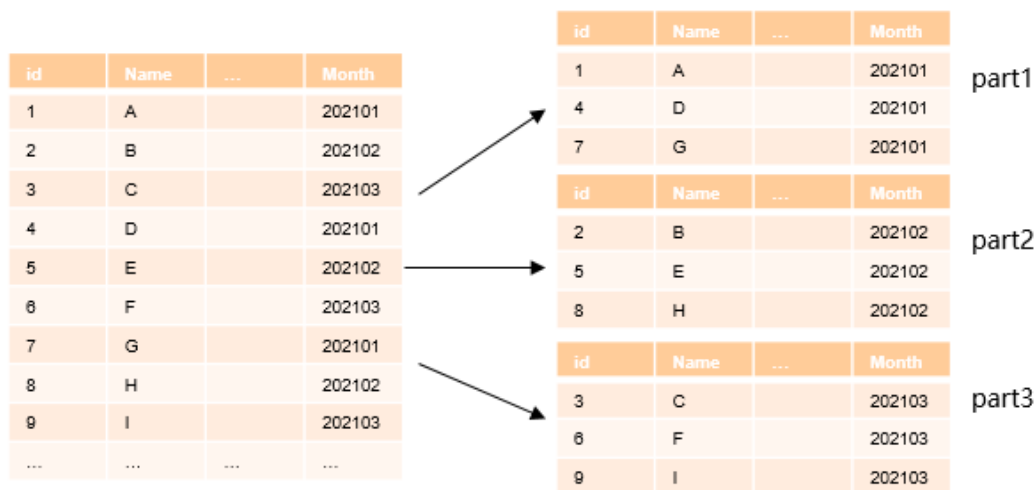 id Name ... Month
1 A 202101
2 B 202102
3 C 202103
4 D 202101
5 E 202102
6 F 202103
7 G 202101
8 H 202102
9 I 202103
... ... ... ...
id Name ... Month
1 A 202101
4 D 202101
7 G 202101
part1
id Name ... Month
2 B 202102
5 E 202102
8 H 202102
part2
id Name ... Month
3 C 202103
6 F 202103
9 I 202103
part3